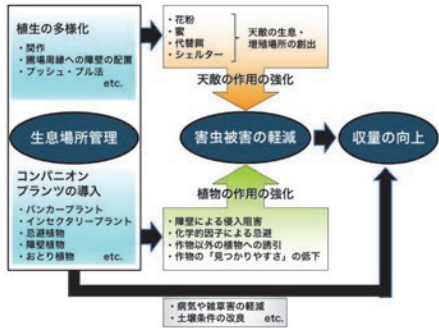 植生の多様化
・間作
・圃場周縁への障壁の配置
・プッシュ・プル法
etc.
・花粉
・蜜
・代替餌
・シェルター
天敵の生息・
増殖場所の創出
天敵の作用の強化
生息場所管理
害虫被害の軽減
収量の向上
コンパニオン
プランツの導入
・バンカープラント
・インセクタリープラント
・忌避植物
・障壁植物
・おとり植物
etc.
植物の作用の強化
・障壁による侵入阻害
・化学的因子による忌避
・作物以外の植物への誘引
・作物の「見つかりやすさ」の低下
・病気や雑草害の軽減
・土壌条件の改良 etc.